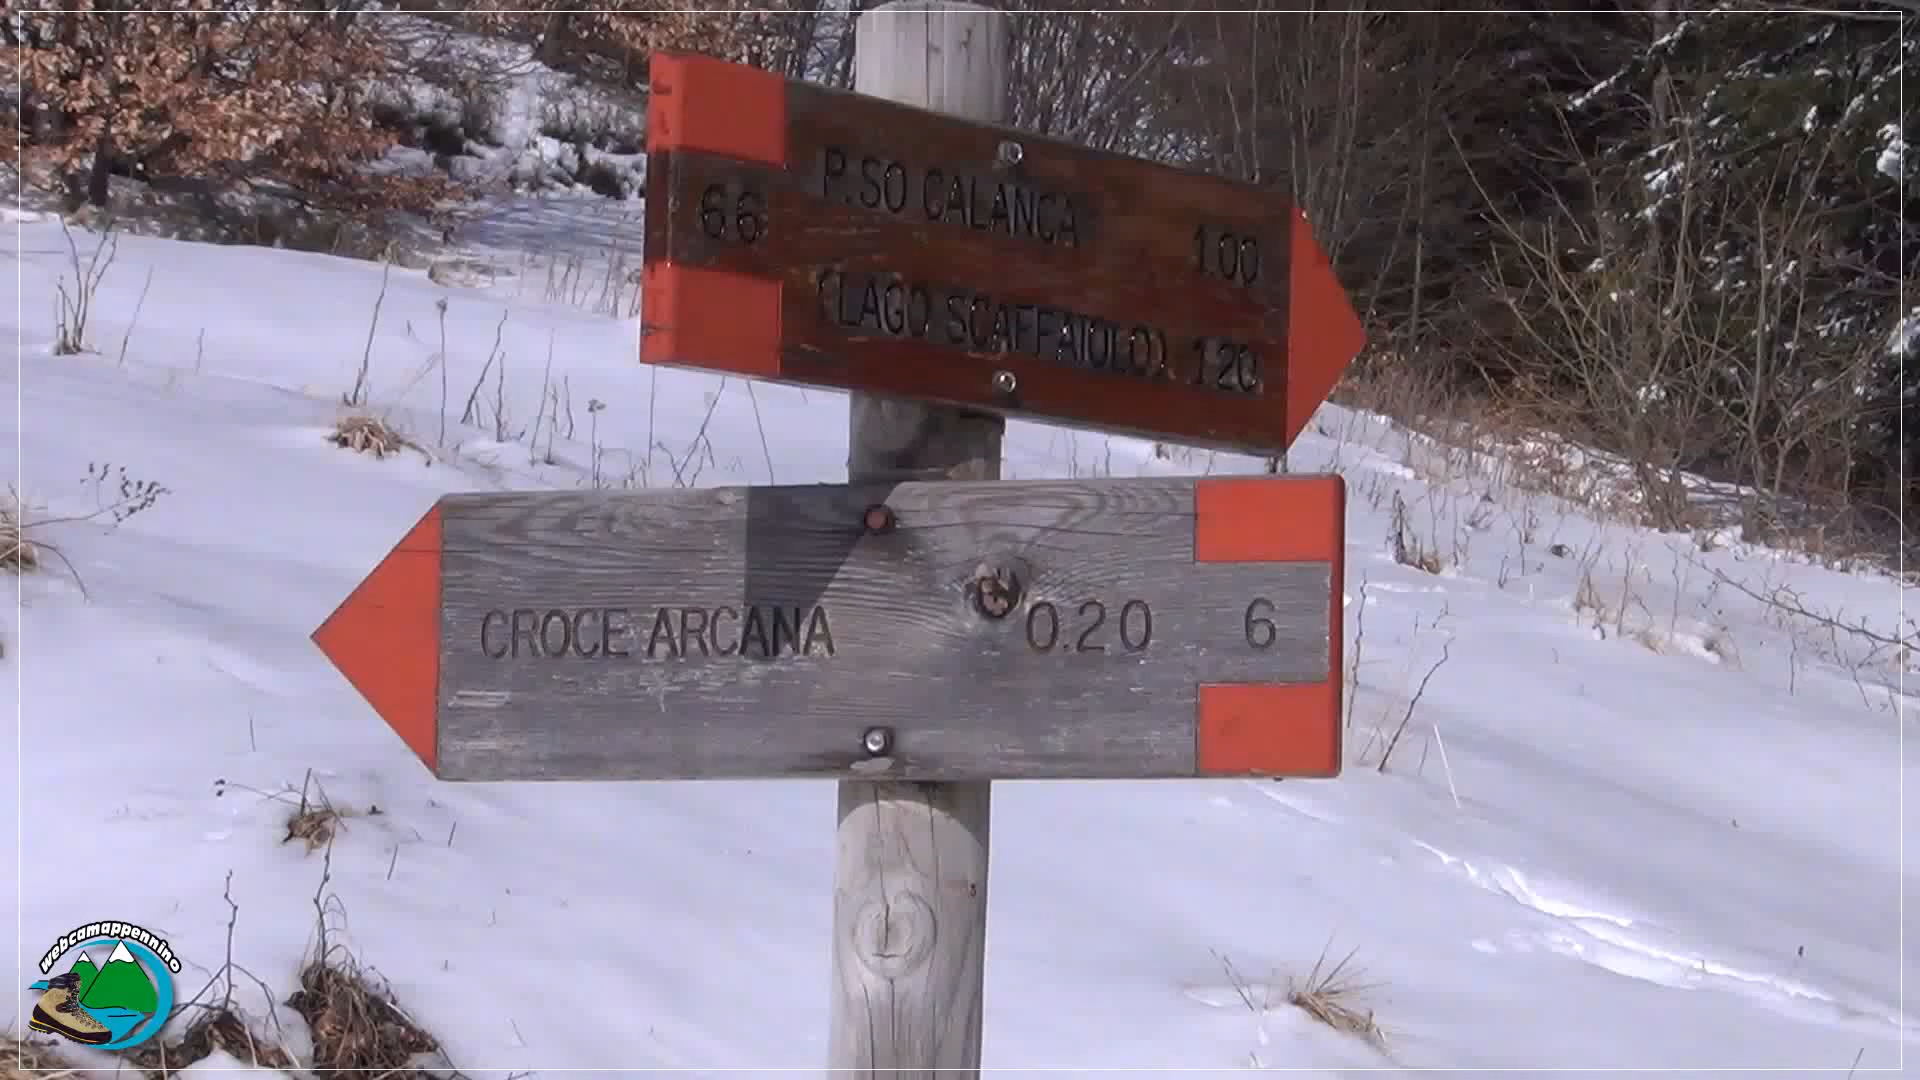 66
P.SO CALANCA 1.00
(LAGO SCAFFAIOLO) 1.20
CROCE ARCANA 0.20 6
webcamappennino